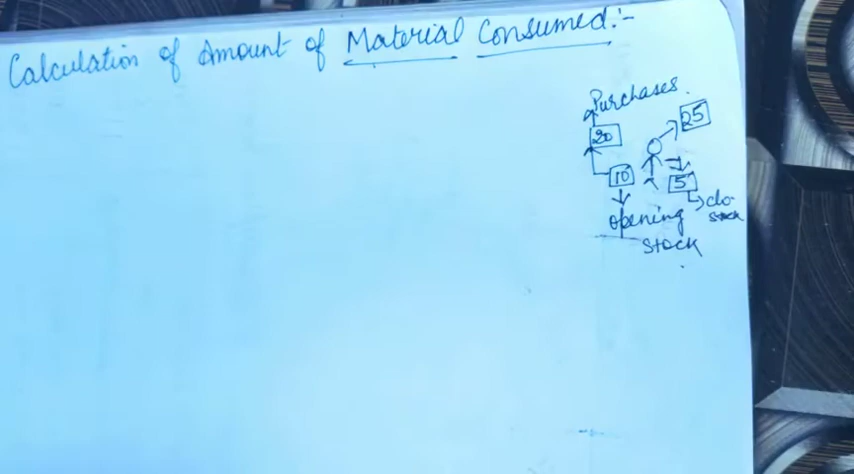 Calculation of Amount of Material Consumed:-
Purchases.
20
25
10
5
clo
stock
opening
stock